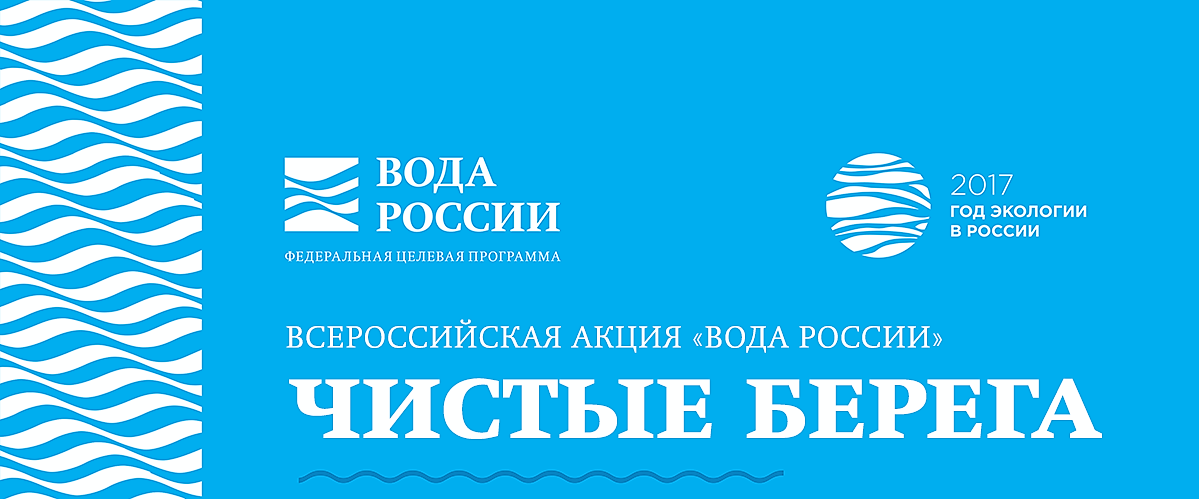 ВОДА
РОССИИ
ФЕДЕРАЛЬНАЯ ЦЕЛЕВАЯ ПРОГРАММА
2017
ГОД ЭКОЛОГИИ
В РОССИИ
ВСЕРОССИЙСКАЯ АКЦИЯ «ВОДА РОССИИ»
ЧИСТЫЕ БЕРЕГА